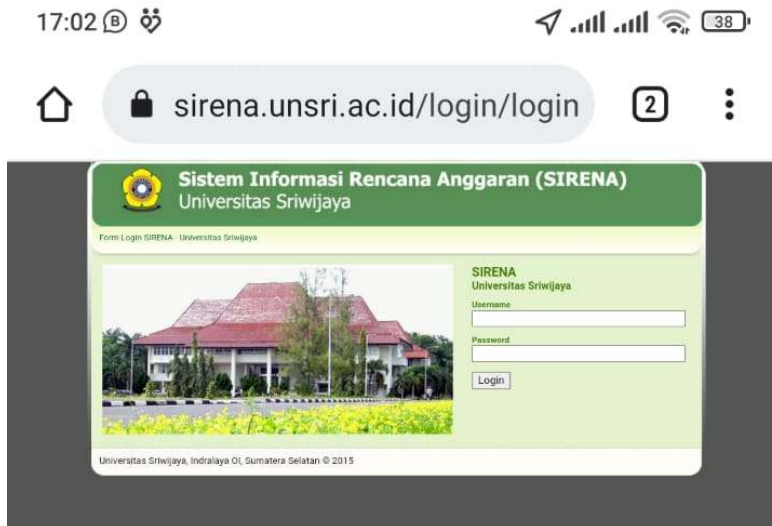 17:02
38
sirena.unsri.ac.id/login/login
2
Sistem Informasi Rencana Anggaran (SIRENA)
Universitas Sriwijaya
Form Login SIRENA - Universitas Sriwijaya
SIRENA
Universitas Sriwijaya
Username
Password
Login
Universitas Sriwijaya, Indralaya OI, Sumatera Selatan © 2015